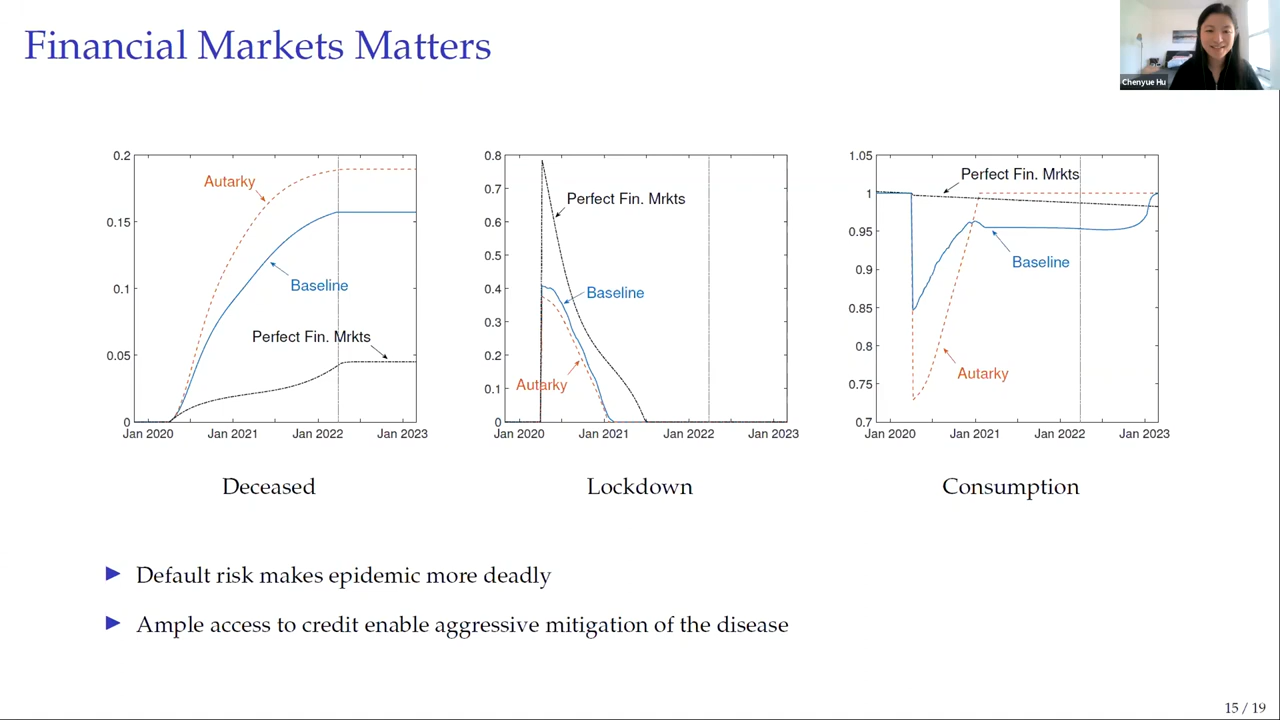 Financial Markets Matters
Chenyue Hu
0.2
0.15
0.1
0.05
0
Autarky
Baseline
Perfect Fin. Mrkts
Jan 2020 Jan 2021 Jan 2022 Jan 2023
Deceased
0.8
0.7
0.6
0.5
0.4
0.3
0.2
0.1
0
Perfect Fin. Mrkts
Baseline
Autarky
Jan 2020 Jan 2021 Jan 2022 Jan 2023
Lockdown
1.05
1
0.95
0.9
0.85
0.8
0.75
0.7
Perfect Fin. Mrkts
Baseline
Autarky
Jan 2020 Jan 2021 Jan 2022 Jan 2023
Consumption
Default risk makes epidemic more deadly
Ample access to credit enable aggressive mitigation of the disease
15 / 19